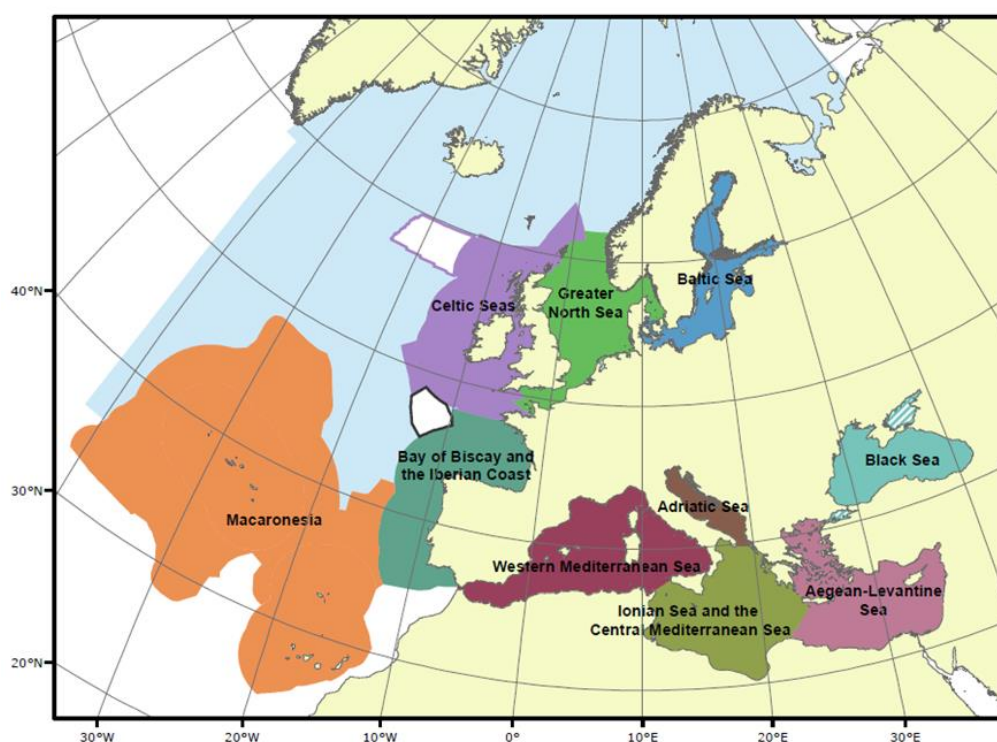 40°N
30°N
20°N
30°W
20°W
10°W
0°
10°E
20°E
30°E
Celtic Seas
Greater
North Sea
Baltic Sea
Bay of Biscay and
the Iberian Coast
Black Sea
Macaronesia
Adriatic Sea
Western Mediterranean Sea
Ionian Sea and the
Central Mediterranean Sea
Aegean-Levantine
Sea